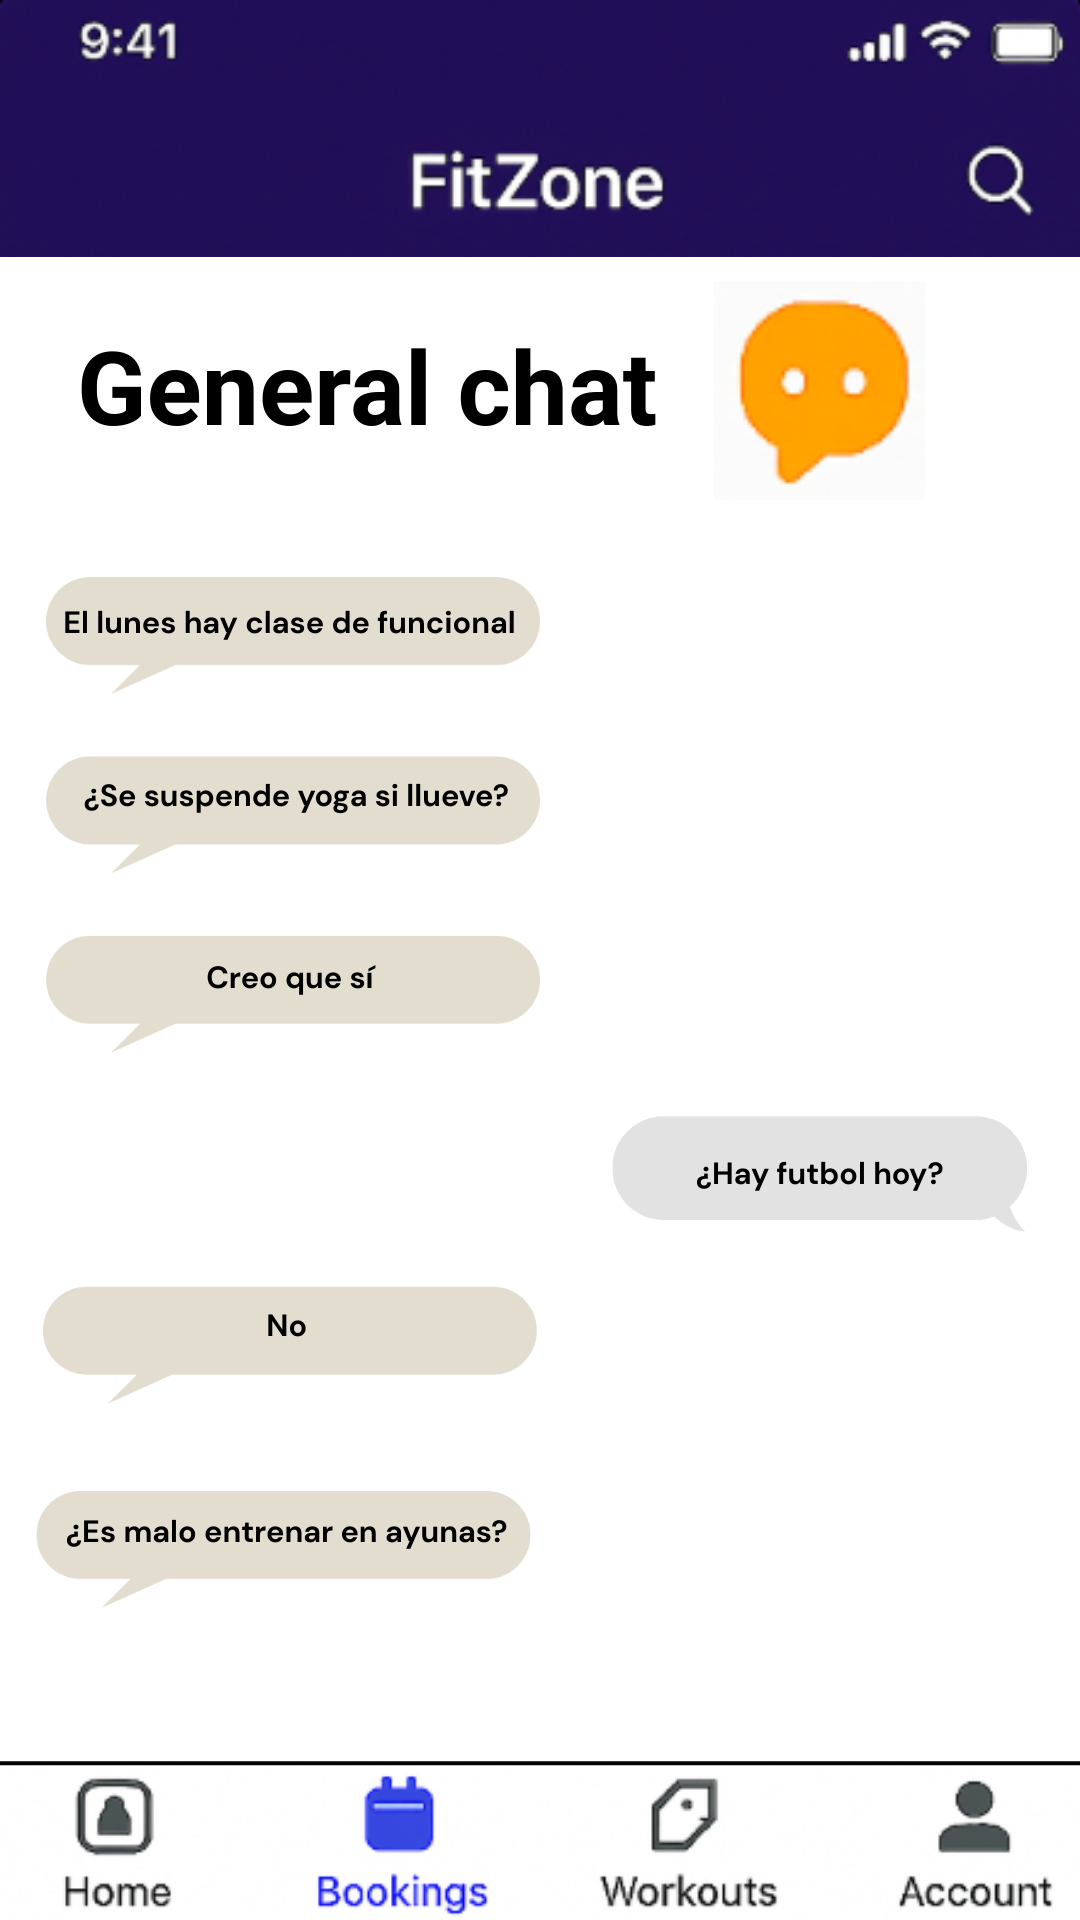 9:41
FitZone
General chat
El lunes hay clase de funcional
¿Se suspende yoga si llueve?
Creo que sí
¿Hay futbol hoy?
No
¿Es malo entrenar en ayunas?
Home
Bookings
Workouts
Account